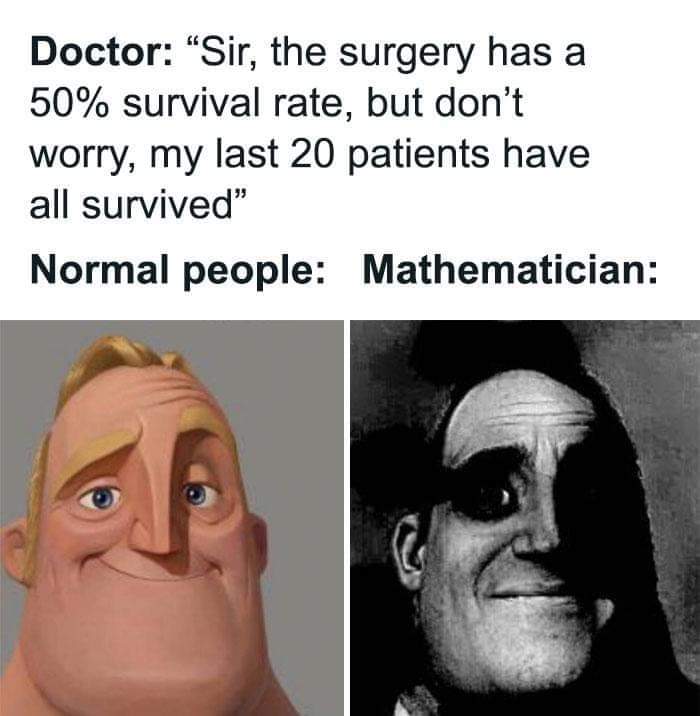 Doctor: “Sir, the surgery has a
50% survival rate, but don’t
worry, my last 20 patients have
all survived”
Normal people: Mathematician: